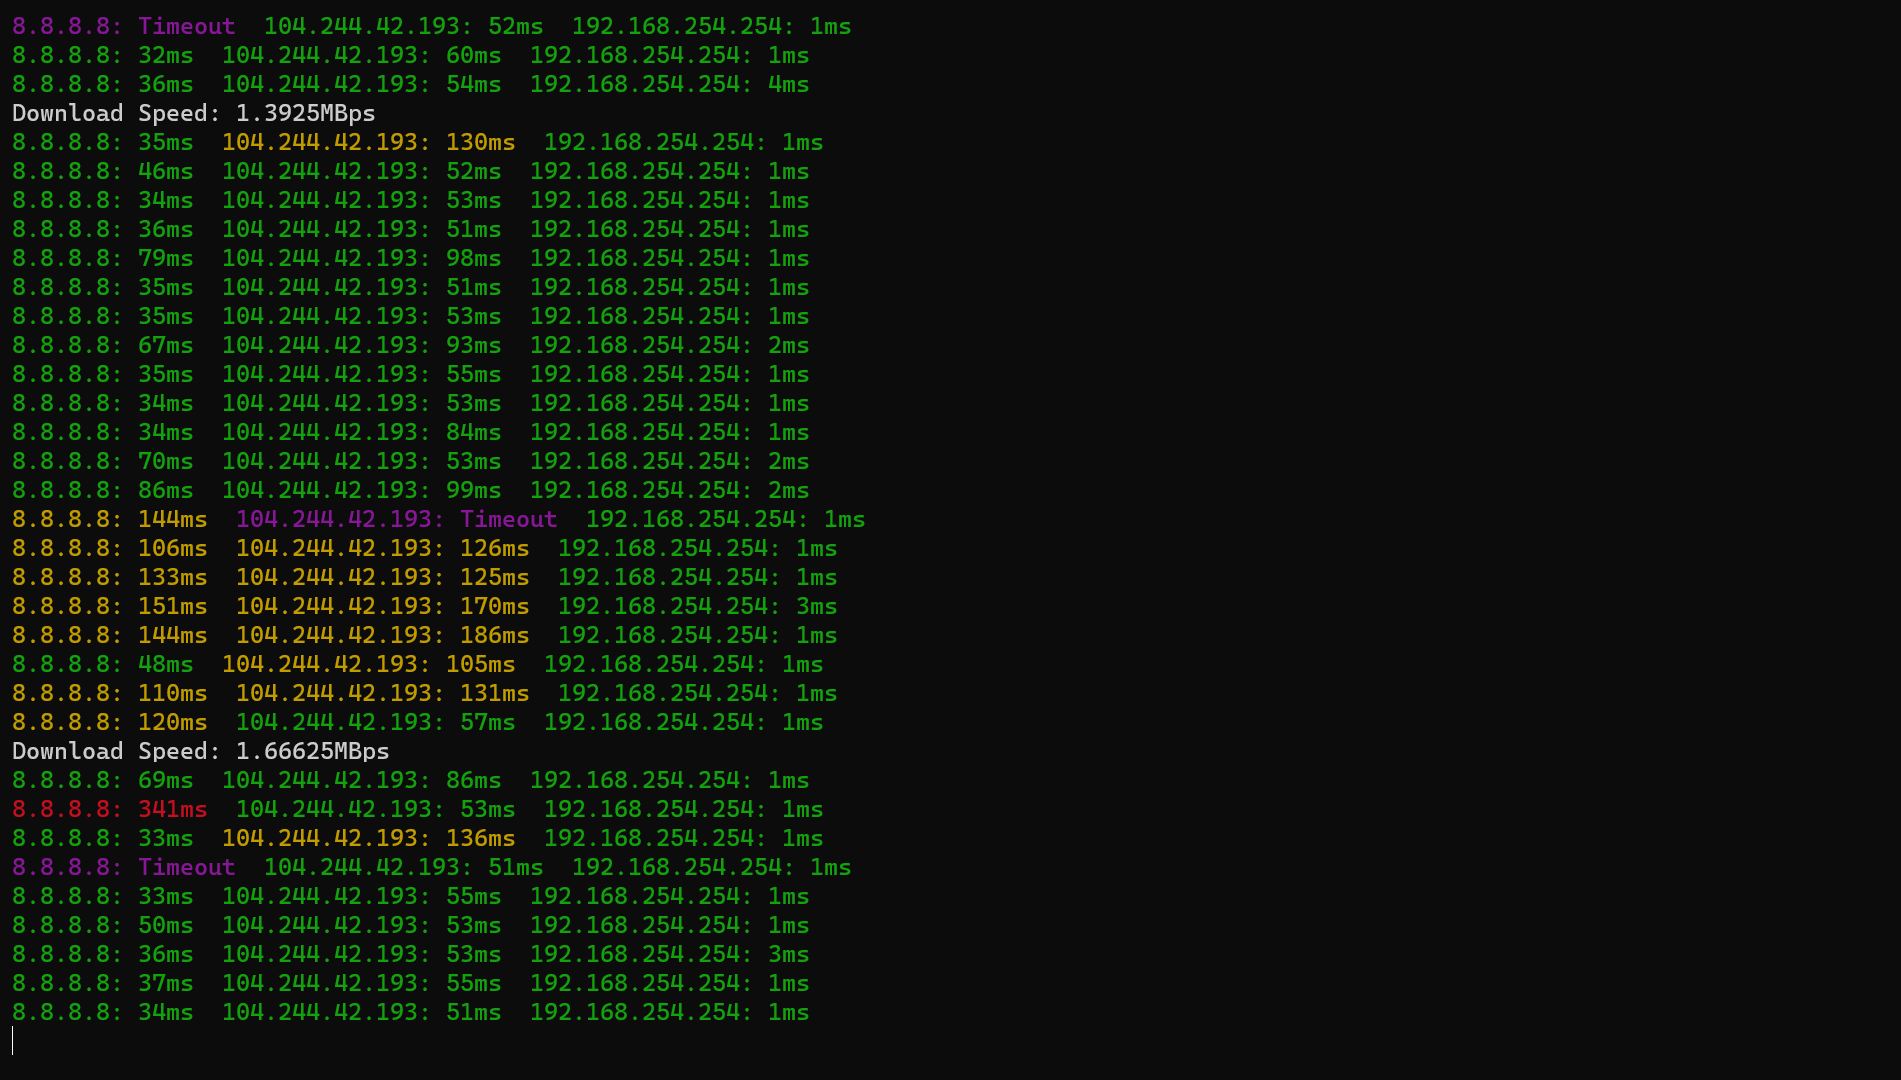 8.8.8.8: Timeout  104.244.42.193: 52ms  192.168.254.254: 1ms
8.8.8.8: 32ms  104.244.42.193: 60ms  192.168.254.254: 1ms
8.8.8.8: 36ms  104.244.42.193: 54ms  192.168.254.254: 4ms
Download Speed: 1.3925MBps
8.8.8.8: 35ms  104.244.42.193: 130ms  192.168.254.254: 1ms
8.8.8.8: 46ms  104.244.42.193: 52ms  192.168.254.254: 1ms
8.8.8.8: 34ms  104.244.42.193: 53ms  192.168.254.254: 1ms
8.8.8.8: 36ms  104.244.42.193: 51ms  192.168.254.254: 1ms
8.8.8.8: 79ms  104.244.42.193: 98ms  192.168.254.254: 1ms
8.8.8.8: 35ms  104.244.42.193: 51ms  192.168.254.254: 1ms
8.8.8.8: 35ms  104.244.42.193: 53ms  192.168.254.254: 1ms
8.8.8.8: 67ms  104.244.42.193: 93ms  192.168.254.254: 2ms
8.8.8.8: 35ms  104.244.42.193: 55ms  192.168.254.254: 1ms
8.8.8.8: 34ms  104.244.42.193: 53ms  192.168.254.254: 1ms
8.8.8.8: 34ms  104.244.42.193: 84ms  192.168.254.254: 1ms
8.8.8.8: 70ms  104.244.42.193: 53ms  192.168.254.254: 2ms
8.8.8.8: 86ms  104.244.42.193: 99ms  192.168.254.254: 2ms
8.8.8.8: 144ms  104.244.42.193: Timeout  192.168.254.254: 1ms
8.8.8.8: 106ms  104.244.42.193: 126ms  192.168.254.254: 1ms
8.8.8.8: 133ms  104.244.42.193: 125ms  192.168.254.254: 1ms
8.8.8.8: 151ms  104.244.42.193: 170ms  192.168.254.254: 3ms
8.8.8.8: 144ms  104.244.42.193: 186ms  192.168.254.254: 1ms
8.8.8.8: 48ms  104.244.42.193: 105ms  192.168.254.254: 1ms
8.8.8.8: 110ms  104.244.42.193: 131ms  192.168.254.254: 1ms
8.8.8.8: 120ms  104.244.42.193: 57ms  192.168.254.254: 1ms
Download Speed: 1.66625MBps
8.8.8.8: 69ms  104.244.42.193: 86ms  192.168.254.254: 1ms
8.8.8.8: 341ms  104.244.42.193: 53ms  192.168.254.254: 1ms
8.8.8.8: 33ms  104.244.42.193: 136ms  192.168.254.254: 1ms
8.8.8.8: Timeout  104.244.42.193: 51ms  192.168.254.254: 1ms
8.8.8.8: 33ms  104.244.42.193: 55ms  192.168.254.254: 1ms
8.8.8.8: 50ms  104.244.42.193: 53ms  192.168.254.254: 1ms
8.8.8.8: 36ms  104.244.42.193: 53ms  192.168.254.254: 3ms
8.8.8.8: 37ms  104.244.42.193: 55ms  192.168.254.254: 1ms
8.8.8.8: 34ms  104.244.42.193: 51ms  192.168.254.254: 1ms